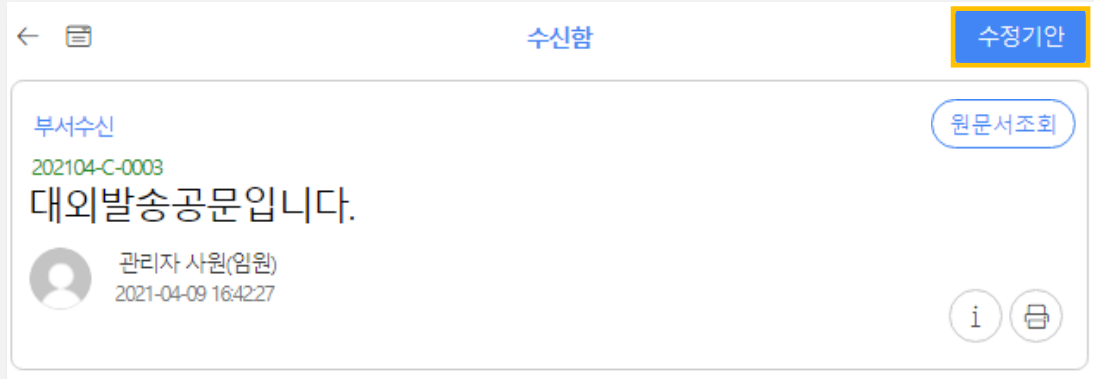 수신함
수정기안
부서수신
원문서조회
202104-C-0003
대외발송공문입니다.
관리자 사원(임원)
2021-04-09 16:42:27
i